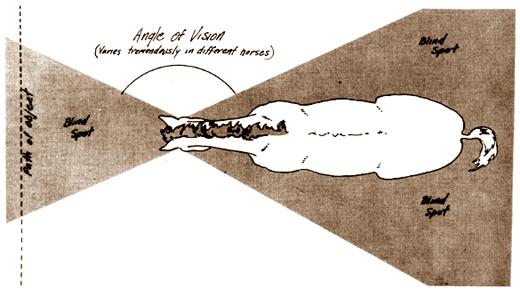 Angle of Vision
(Varies tremendously in different horses)
Blind
Spot
Path of object
Blind
Spot
Blind
Spot